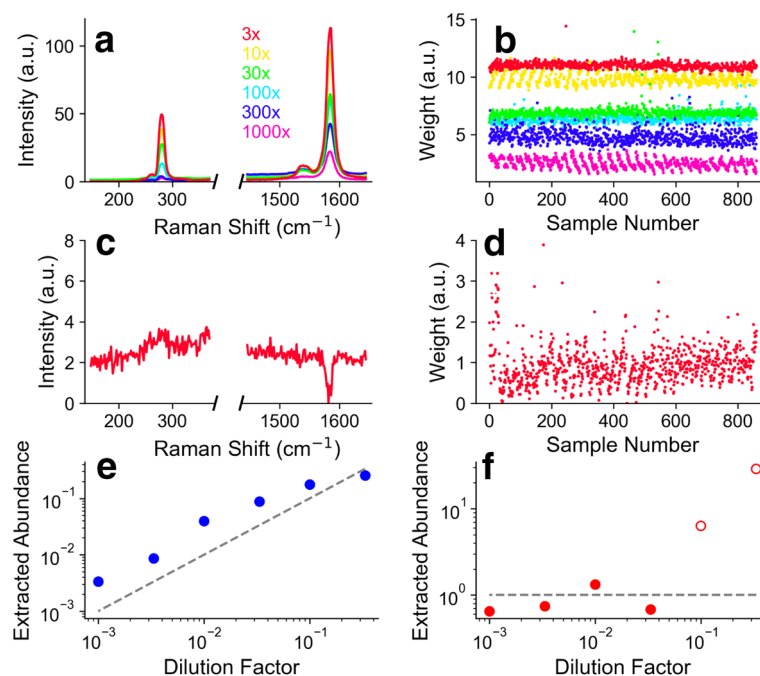 a
Intensity (a.u.)
100
50
0
200
300
1500
1600
Raman Shift (cm⁻¹)
3x
10x
30x
100x
300x
1000x
b
Weight (a.u.)
15
10
5
0
200
400
600
800
Sample Number
c
Intensity (a.u.)
8
6
4
2
0
200
300
1500
1600
Raman Shift (cm⁻¹)
d
Weight (a.u.)
4
3
2
1
0
0
200
400
600
800
Sample Number
e
Extracted Abundance
10⁻¹
10⁻²
10⁻³
10⁻³
10⁻²
10⁻¹
Dilution Factor
f
Extracted Abundance
10¹
10⁰
10⁻³
10⁻²
10⁻¹
Dilution Factor